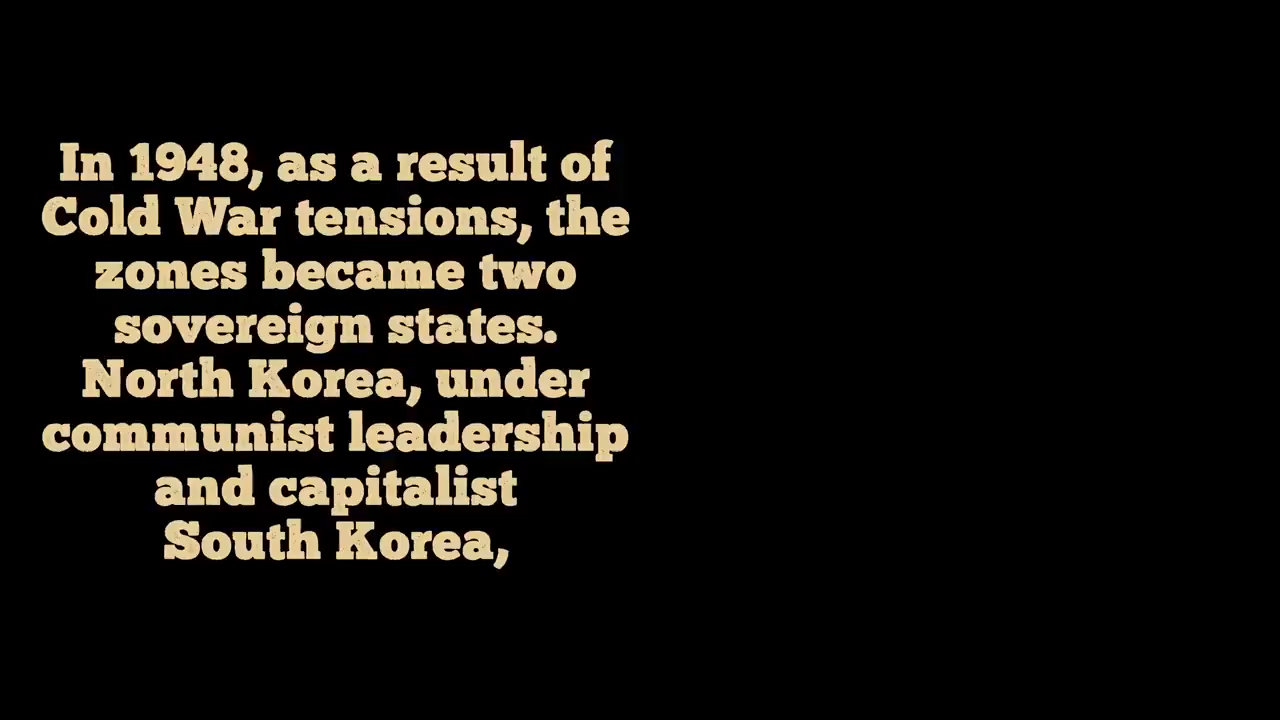 In 1948, as a result of
Cold War tensions, the
zones became two
sovereign states.
North Korea, under
communist leadership
and capitalist
South Korea,